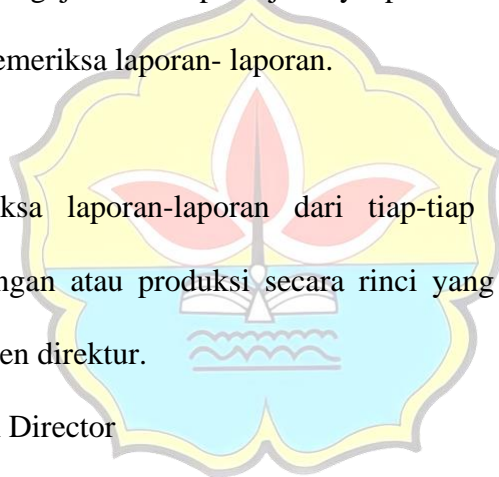 emeriksa laporan- laporan.
ksa laporan-laporan dari tiap-tiap
ngan atau produksi secara rinci yang
en direktur.
Director